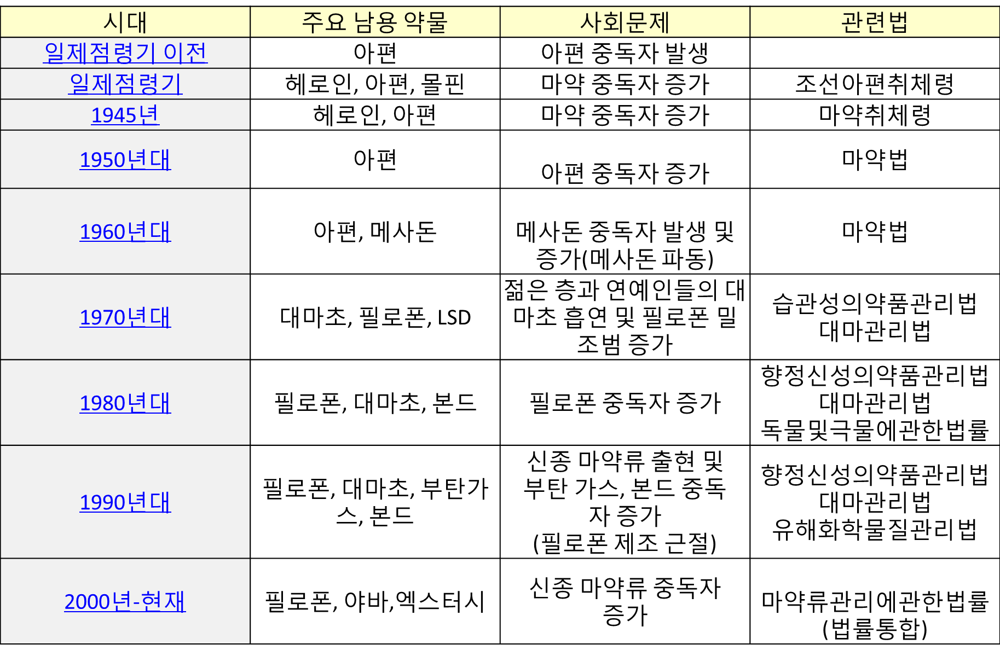 시대 주요 남용 약물 사회문제 관련법
일제점령기 이전 아편 아편 중독자 발생
일제점령기 헤로인, 아편, 몰핀 마약 중독자 증가 조선아편취체령
1945년 헤로인, 아편 마약 중독자 증가 마약취체령
1950년대 아편 아편 중독자 증가 마약법
1960년대 아편, 메사돈 메사돈 중독자 발생 및 마약법
증가(메사돈 파동)
젊은 층과 연예인들의 대
1970년대 대마초, 필로폰, LSD 마초 흡연 및 필로폰 밀 습관성의약품관리법
조범 증가 대마관리법
향정신성의약품관리법
1980년대 필로폰, 대마초, 본드 필로폰 중독자 증가 대마관리법
독물및극물에관한법률
신종 마약류 출현 및
1990년대 필로폰, 대마초, 부탄가 부탄 가스, 본드 중독 향정신성의약품관리법
스, 본드 자 증가 대마관리법
(필로폰 제조 근절) 유해화학물질관리법
2000년-현재 필로폰, 야바,엑스터시 신종 마약류 중독자 마약류관리에관한법률
증가 (법률통합)